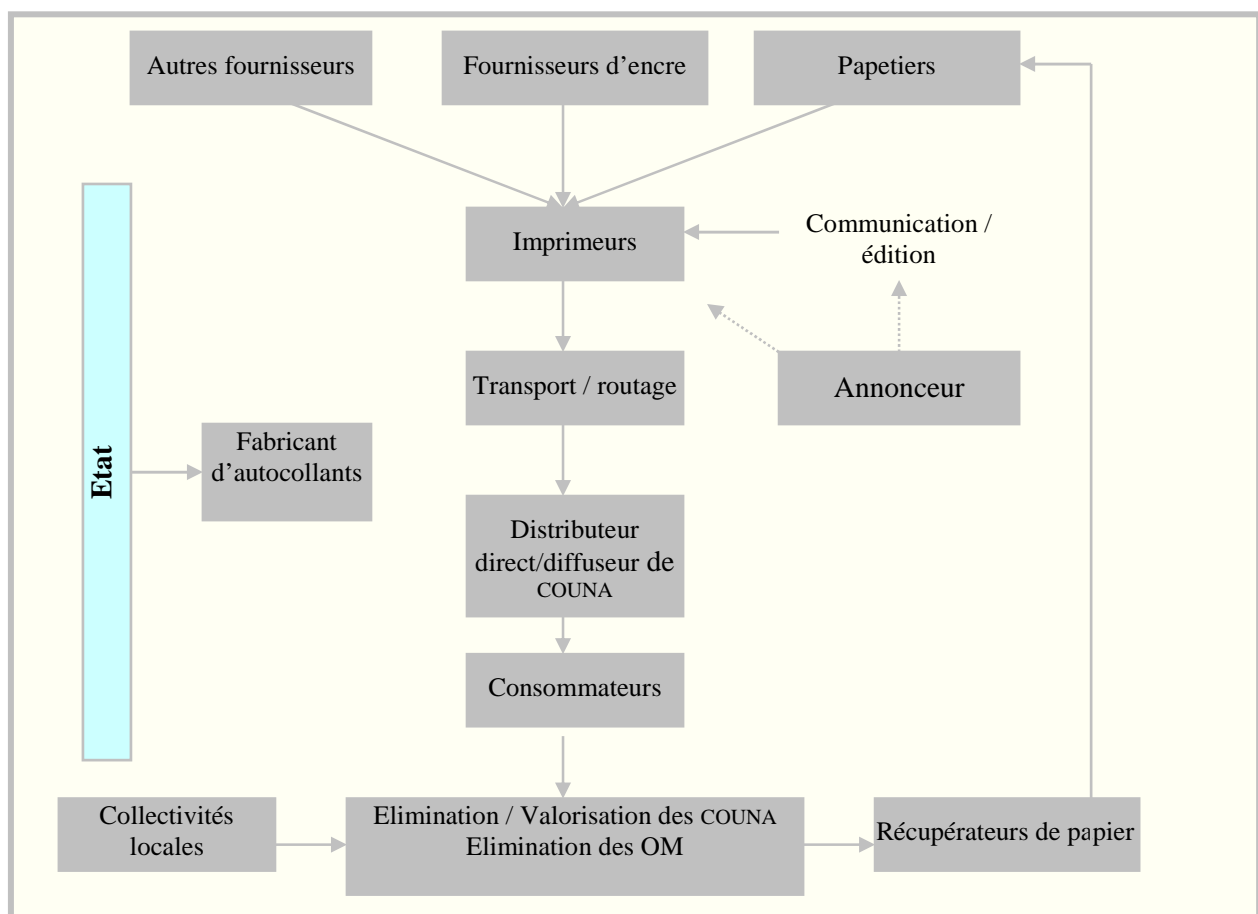 Autres fournisseurs
Fournisseurs d’encre
Papetiers
Imprimeurs
Communication /
édition
Transport / routage
Annonceur
Etat
Fabricant
d’autocollants
Distributeur
direct/diffuseur de
COUNA
Consommateurs
Collectivités
locales
Elimination / Valorisation des COUNA
Elimination des OM
Récupérateurs de papier